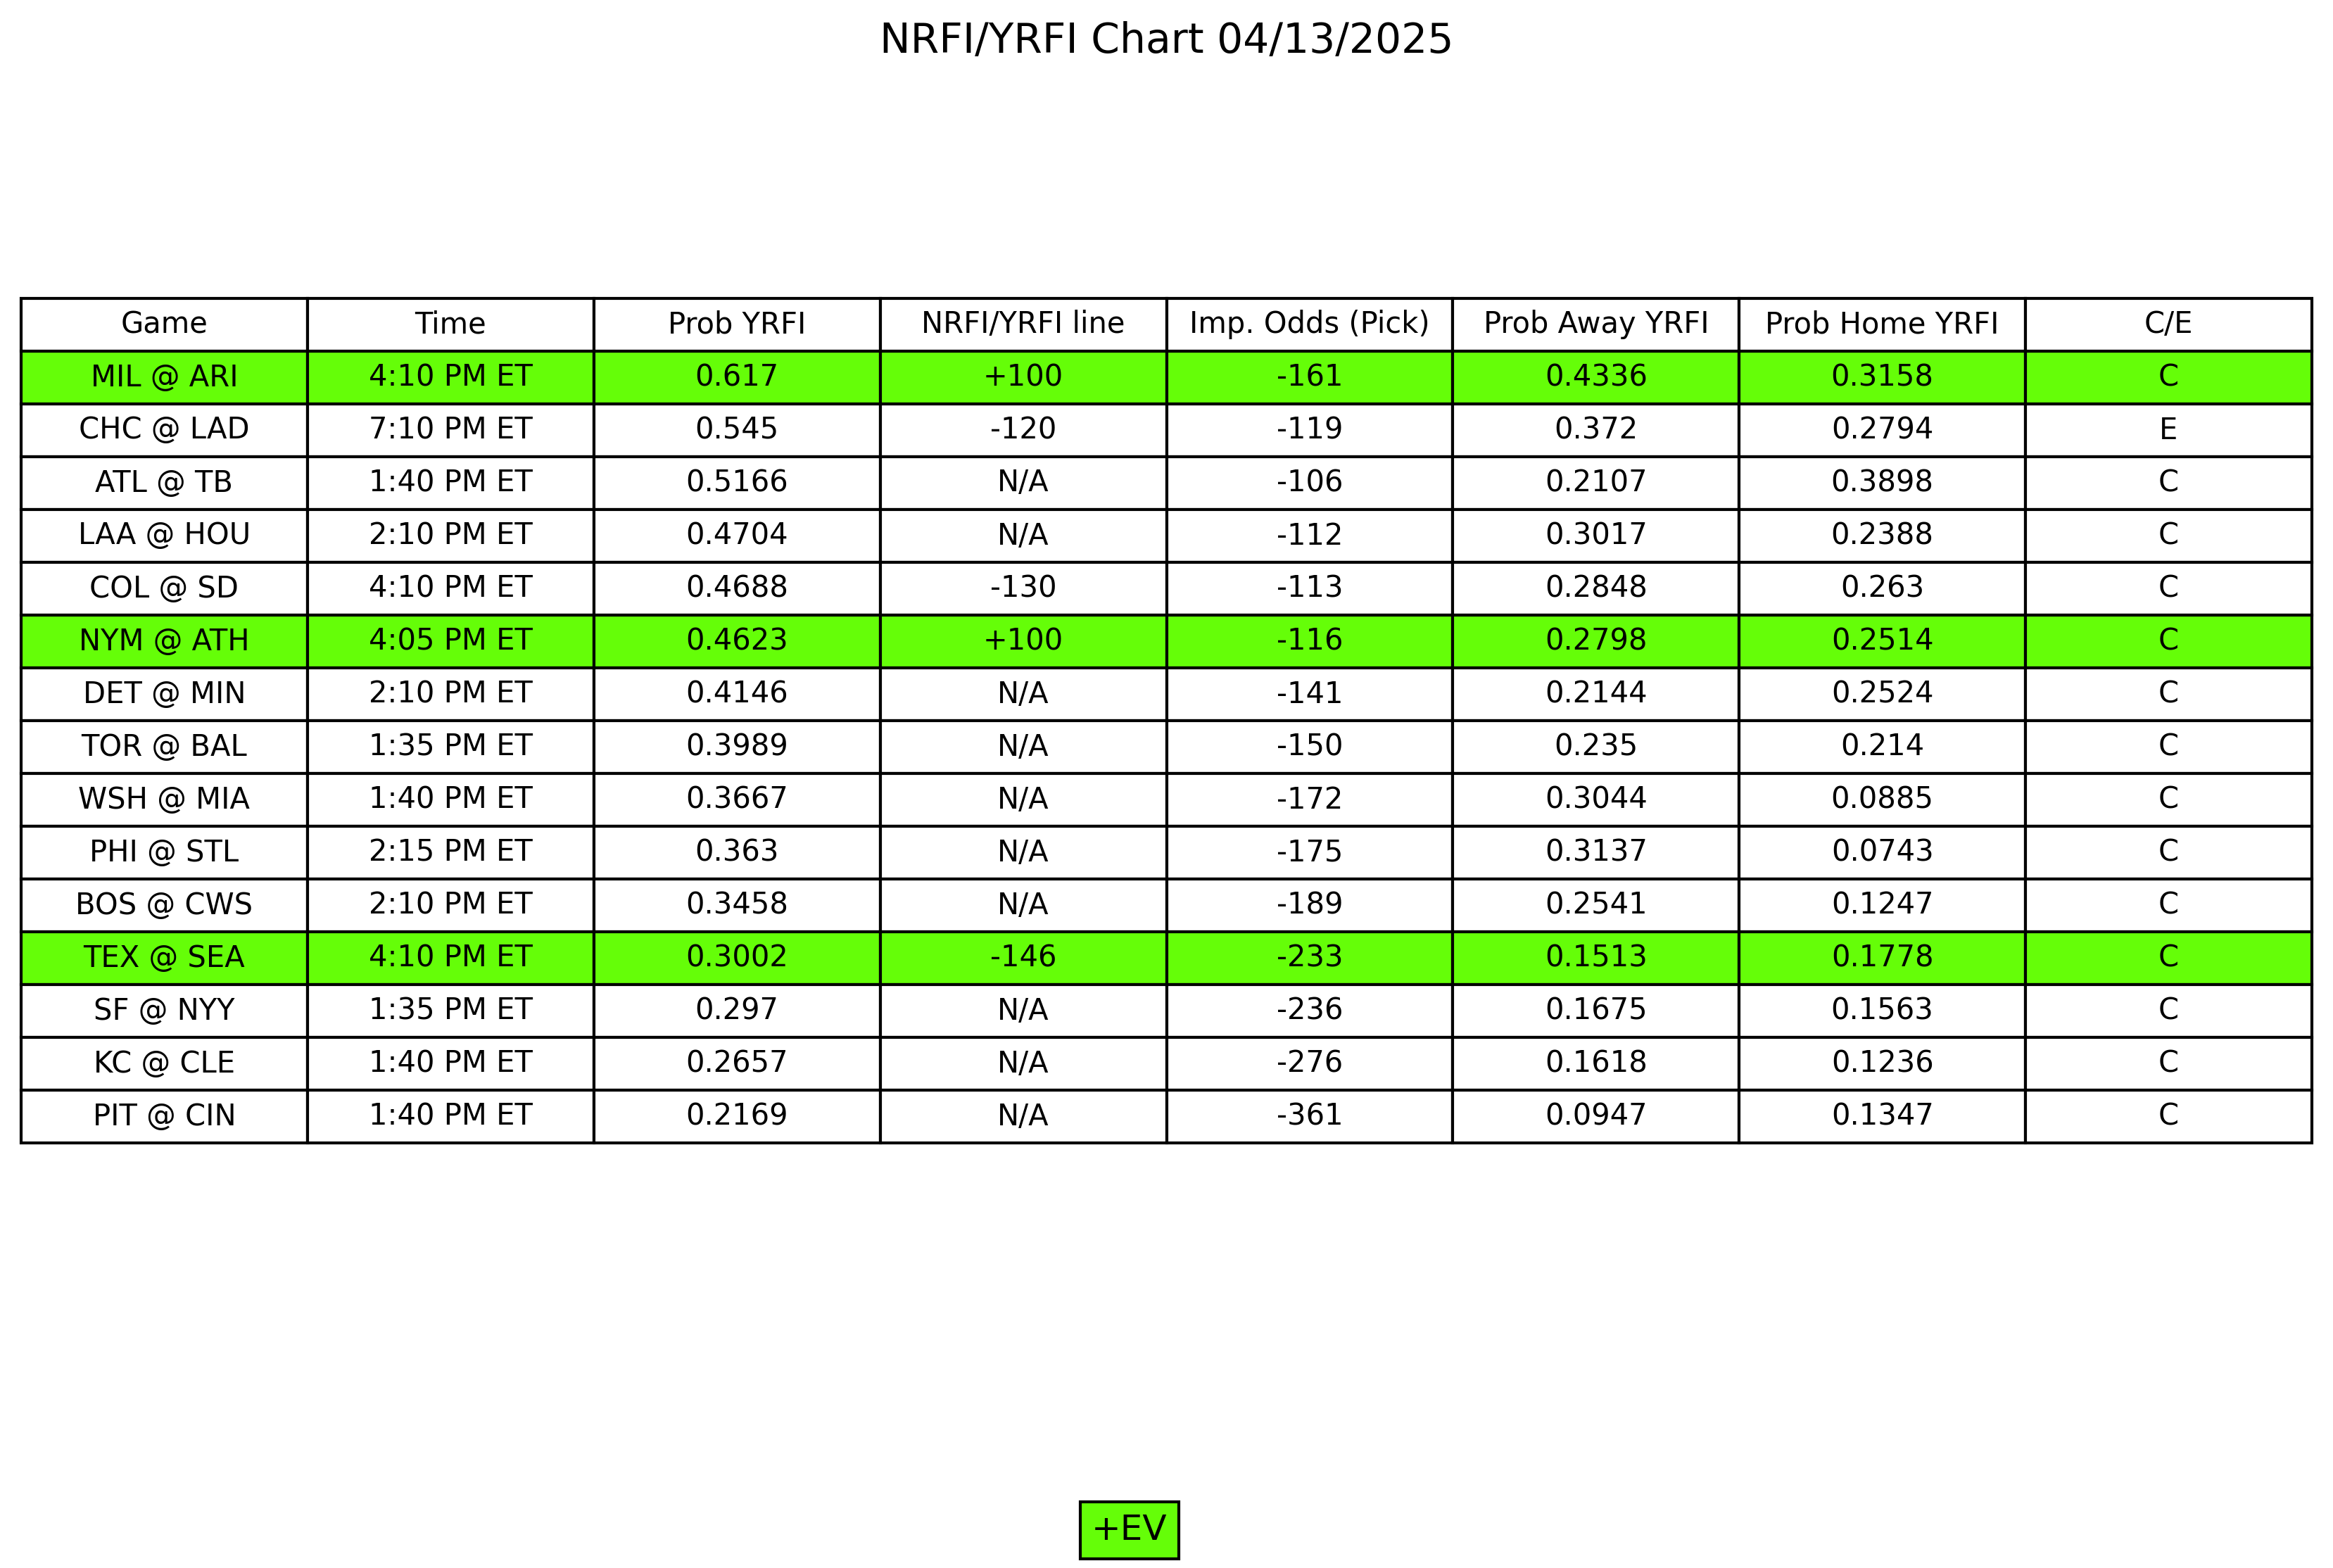 NRFI/YRFI Chart 04/13/2025
Game Time Prob YRFI NRFI/YRFI line Imp. Odds (Pick) Prob Away YRFI Prob Home YRFI C/E
MIL @ ARI 4:10 PM ET 0.617 +100 -161 0.4336 0.3158 C
CHC @ LAD 7:10 PM ET 0.545 -120 -119 0.372 0.2794 E
ATL @ TB 1:40 PM ET 0.5166 N/A -106 0.2107 0.3898 C
LAA @ HOU 2:10 PM ET 0.4704 N/A -112 0.3017 0.2388 C
COL @ SD 4:10 PM ET 0.4688 -130 -113 0.2848 0.263 C
NYM @ ATH 4:05 PM ET 0.4623 +100 -116 0.2798 0.2514 C
DET @ MIN 2:10 PM ET 0.4146 N/A -141 0.2144 0.2524 C
TOR @ BAL 1:35 PM ET 0.3989 N/A -150 0.235 0.214 C
WSH @ MIA 1:40 PM ET 0.3667 N/A -172 0.3044 0.0885 C
PHI @ STL 2:15 PM ET 0.363 N/A -175 0.3137 0.0743 C
BOS @ CWS 2:10 PM ET 0.3458 N/A -189 0.2541 0.1247 C
TEX @ SEA 4:10 PM ET 0.3002 -146 -233 0.1513 0.1778 C
SF @ NYY 1:35 PM ET 0.297 N/A -236 0.1675 0.1563 C
KC @ CLE 1:40 PM ET 0.2657 N/A -276 0.1618 0.1236 C
PIT @ CIN 1:40 PM ET 0.2169 N/A -361 0.0947 0.1347 C
+EV